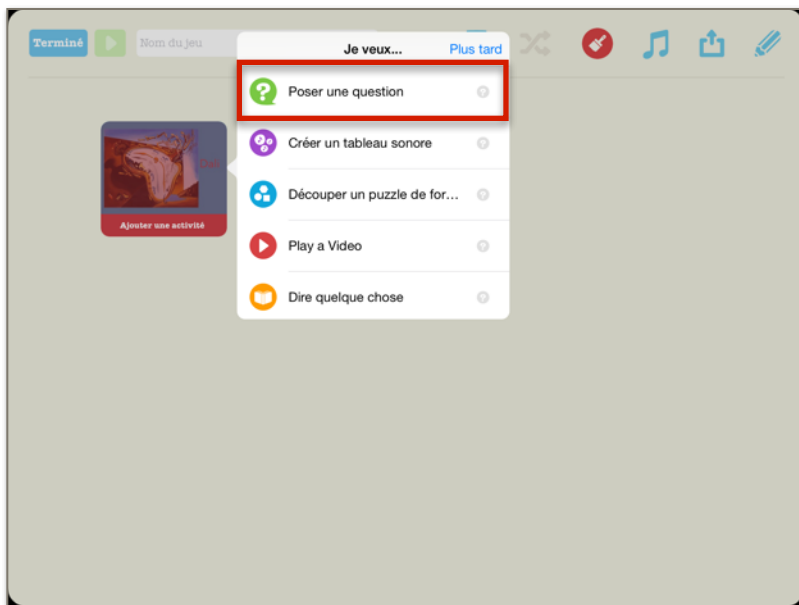 Terminé
Nom du jeu
Je veux...
Plus tard
Poser une question
Créer un tableau sonore
Découper un puzzle de for...
Play a Video
Dire quelque chose
Ajouter une activité